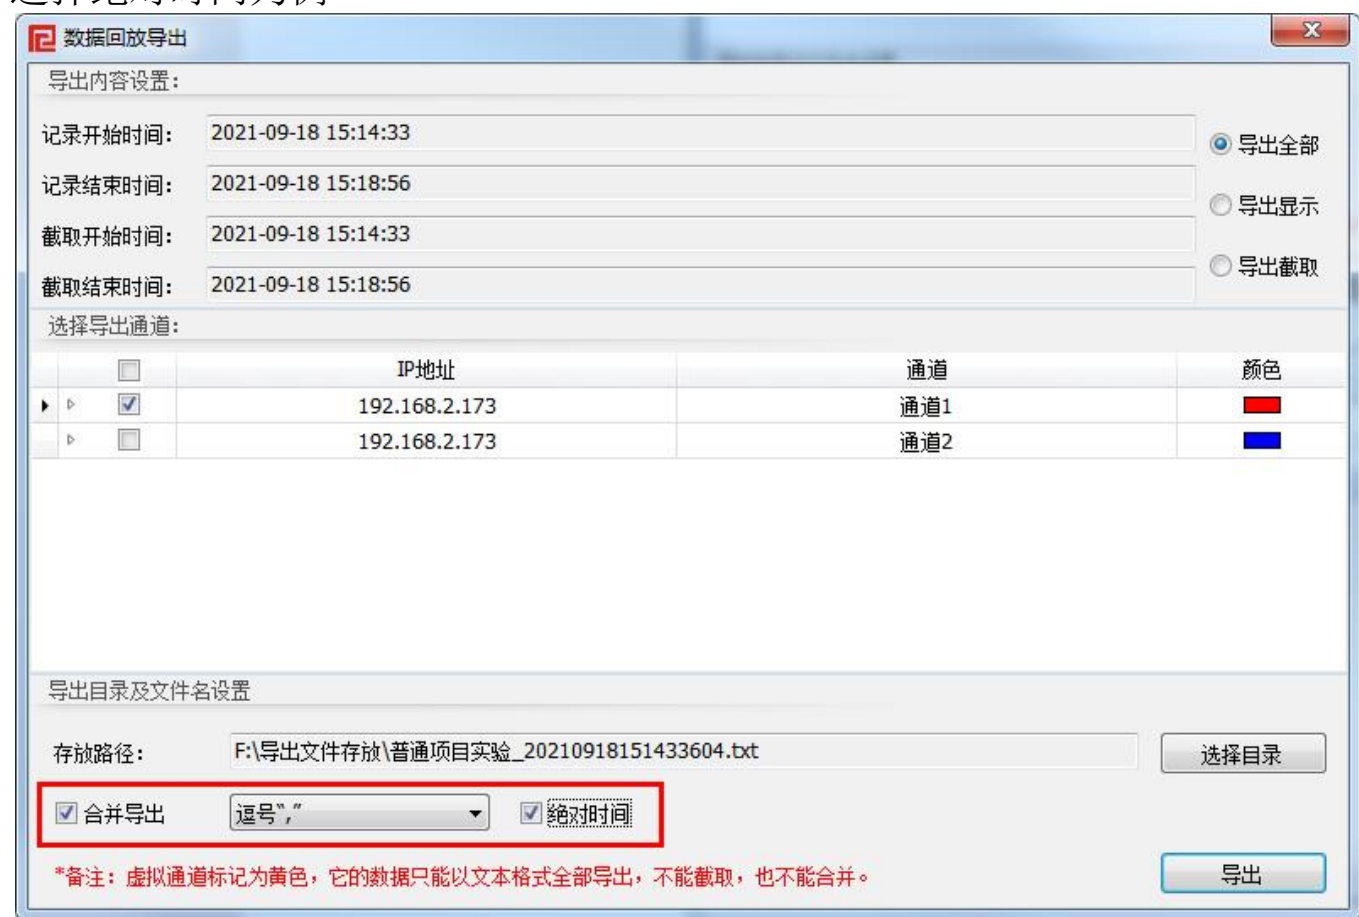 选择绝对时间为例
数据回放导出
导出内容设置：
记录开始时间： 2021-09-18 15:14:33
导出全部
记录结束时间： 2021-09-18 15:18:56
导出显示
截取开始时间： 2021-09-18 15:14:33
导出截取
截取结束时间： 2021-09-18 15:18:56
选择导出通道：
IP地址 通道 颜色
192.168.2.173 通道1
192.168.2.173 通道2
导出目录及文件名设置
存放路径： F:\导出文件存放\普通项目实验_20210918151433604.txt 选择目录
合并导出 逗号“,” 绝对时间
*备注：虚拟通道标记为黄色，它的数据只能以文本格式全部导出，不能截取，也不能合并。 导出